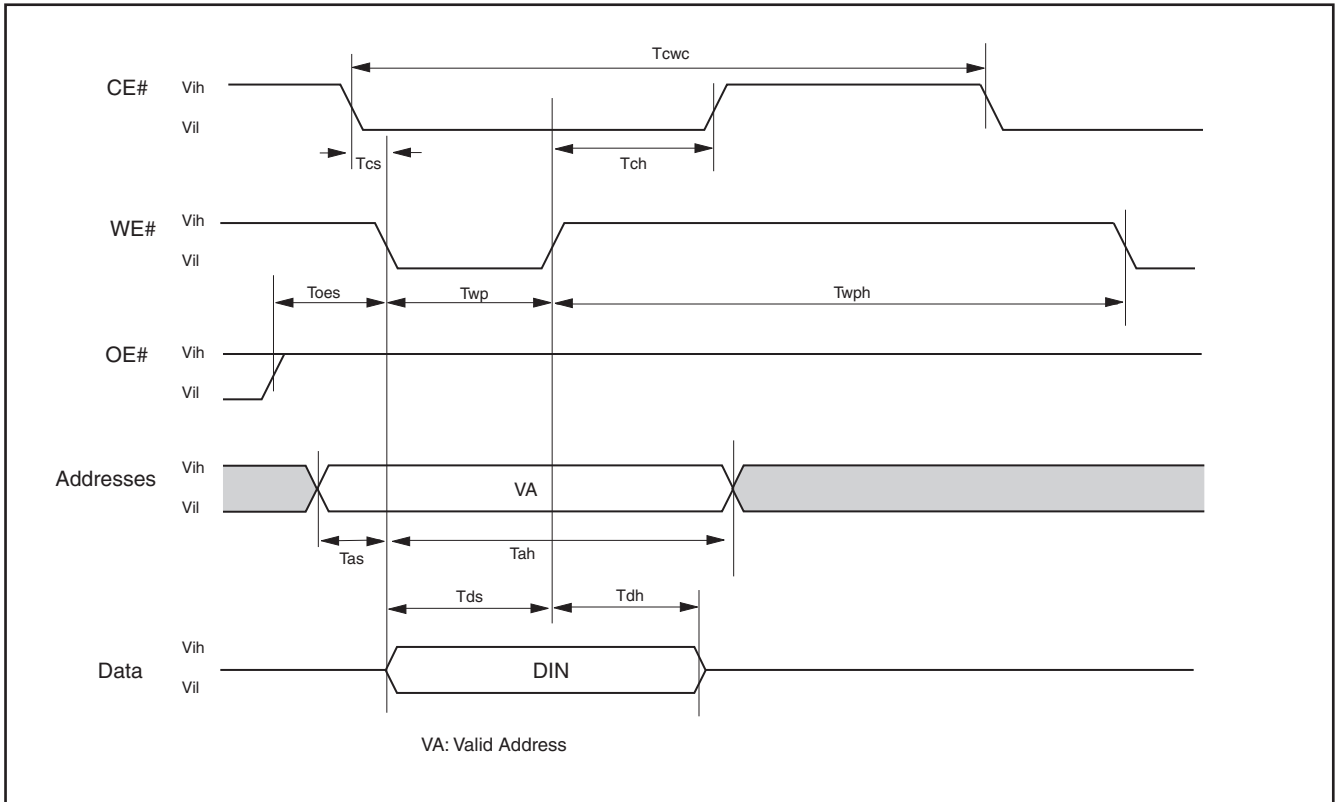 Tcwc
CE#
Vih
Vil
Tcs
Tch
WE#
Vih
Vil
Toes
Twp
Twph
OE#
Vih
Vil
Addresses
Vih
Vil
VA
Tas
Tah
Tds
Tdh
Data
Vih
Vil
DIN
VA: Valid Address